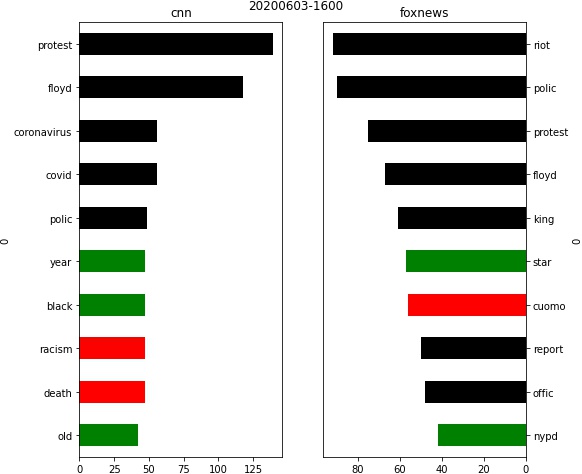 20200603-1600
cnn
foxnews
protest
floyd
coronavirus
covid
polic
year
black
racism
death
old
0
0 25 50 75 100 125
riot
polic
protest
floyd
king
star
cuomo
report
offic
nypd
0
80 60 40 20 0